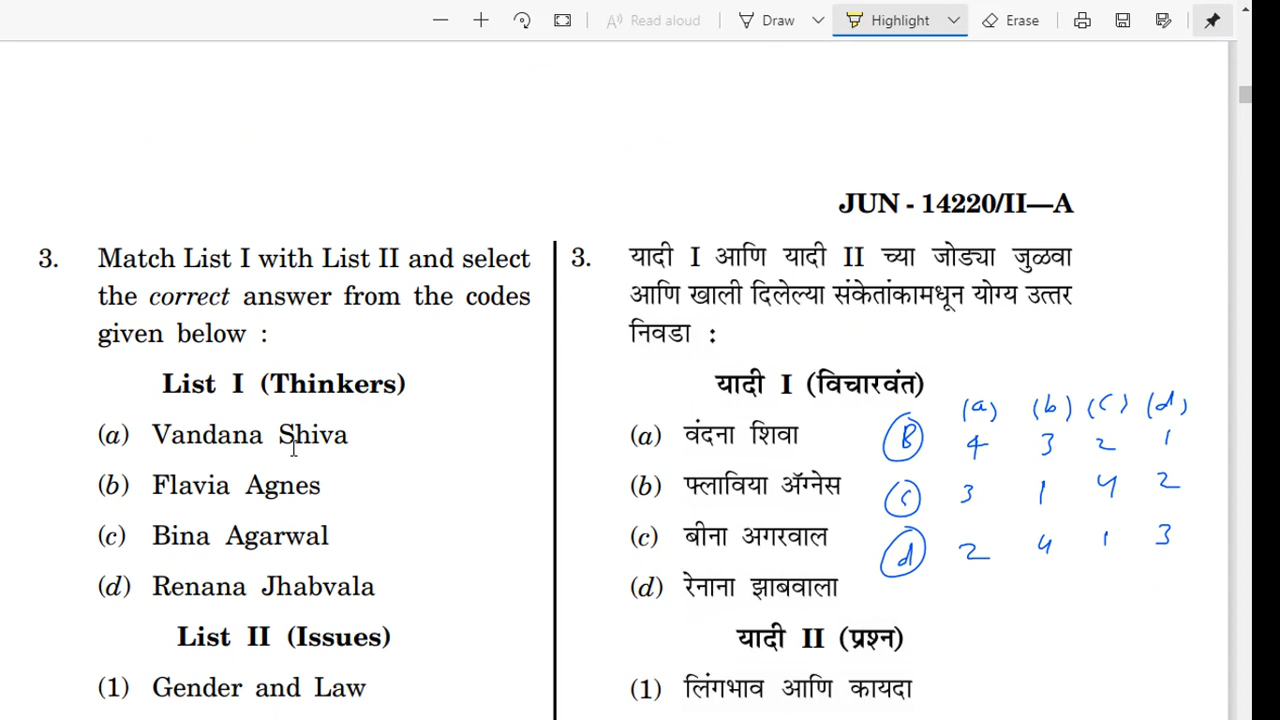 Read aloud Draw Highlight Erase
JUN - 14220/II—A
3. Match List I with List II and select
the correct answer from the codes
given below :
List I (Thinkers)
(a) Vandana Shiva
(b) Flavia Agnes
(c) Bina Agarwal
(d) Renana Jhabvala
List II (Issues)
(1) Gender and Law
3. यादी I आणि यादी II च्या जोड्या जुळवा
आणि खाली दिलेल्या संकेतांकामधून योग्य उत्तर
निवडा :
यादी I (विचारवंत)
(a) वंदना शिवा
(b) फ्लाविया ॲग्नेस
(c) बीना अगरवाल
(d) रेनाना झाबवाला
यादी II (प्रश्न)
(1) लिंगभाव आणि कायदा
(a) (b) (c) (d)
B 4 3 2 1
C 3 1 4 2
d 2 4 1 3